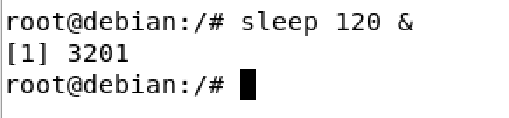 root@debian:/# sleep 120 &
[1] 3201
root@debian:/#